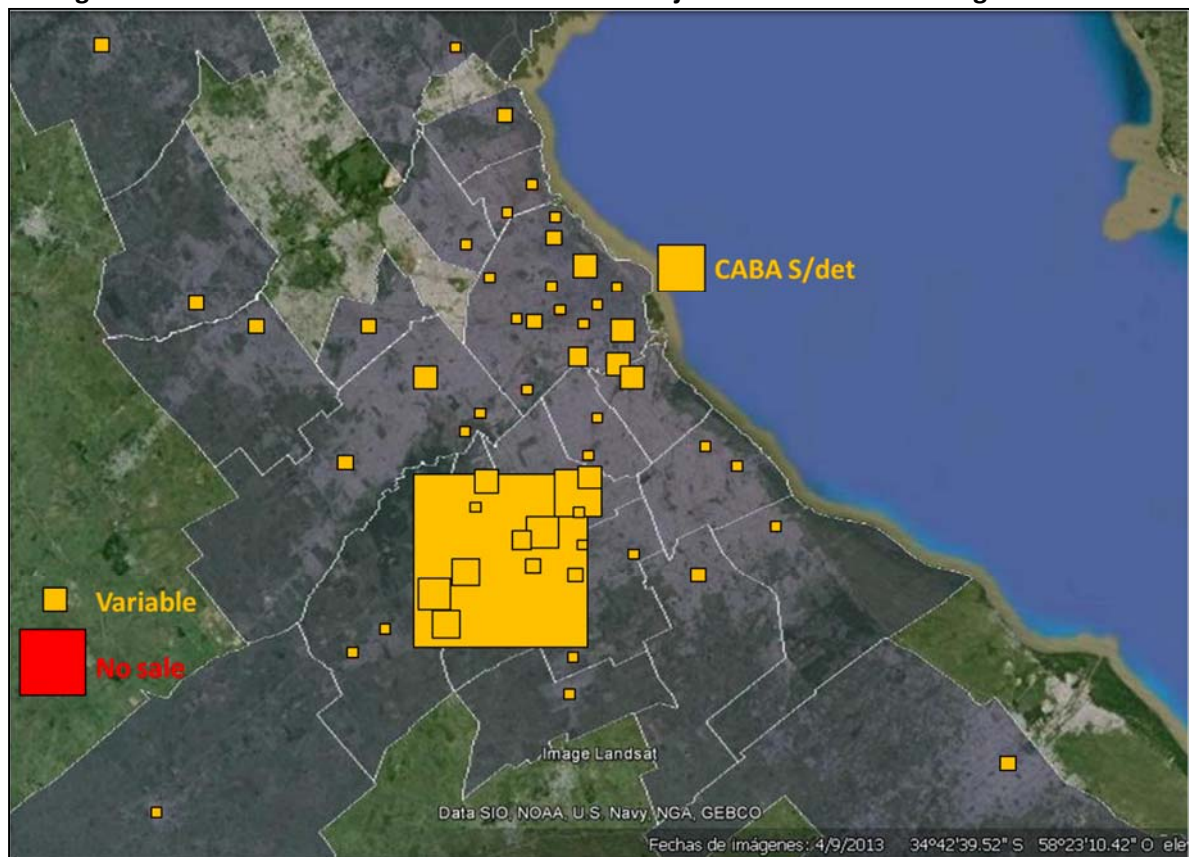 CABA S/det
Variable
No sale
Image Landsat
Data SIO, NOAA, U.S. Navy, NGA, GEBCO
Fechas de imágenes: 4/9/2013 34°42'39.52" S 58°23'10.42" O ele